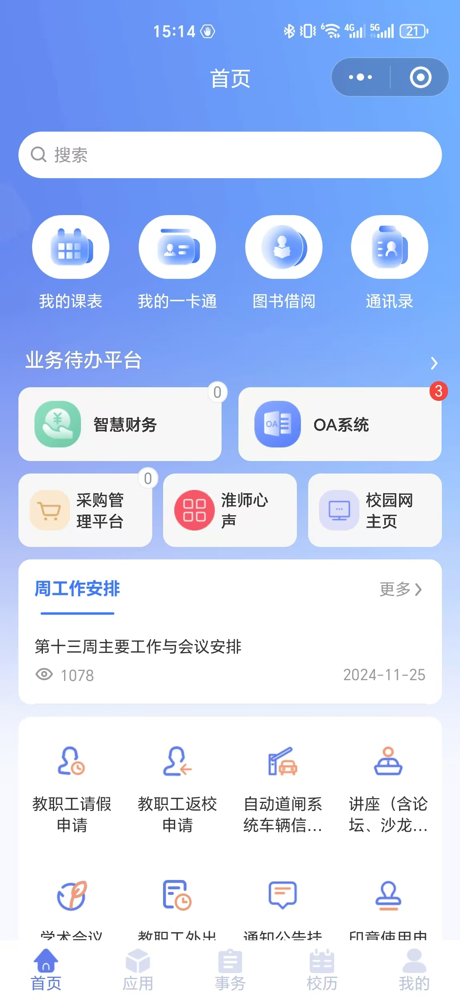 15:14
6 4G 5G 21
首页
搜索
我的课表 我的一卡通 图书借阅 通讯录
业务待办平台
0 3
智慧财务 OA OA系统
0
采购管 淮师心 校园网
理平台 声 主页
周工作安排 更多
第十三周主要工作与会议安排
1078 2024-11-25
教职工请假 教职工返校 自动道闸系 讲座（含论
申请 申请 统车辆信... 坛、沙龙...
学术会议 教职工外出 通知公告挂 印章使用申
首页 应用 事务 校历 我的